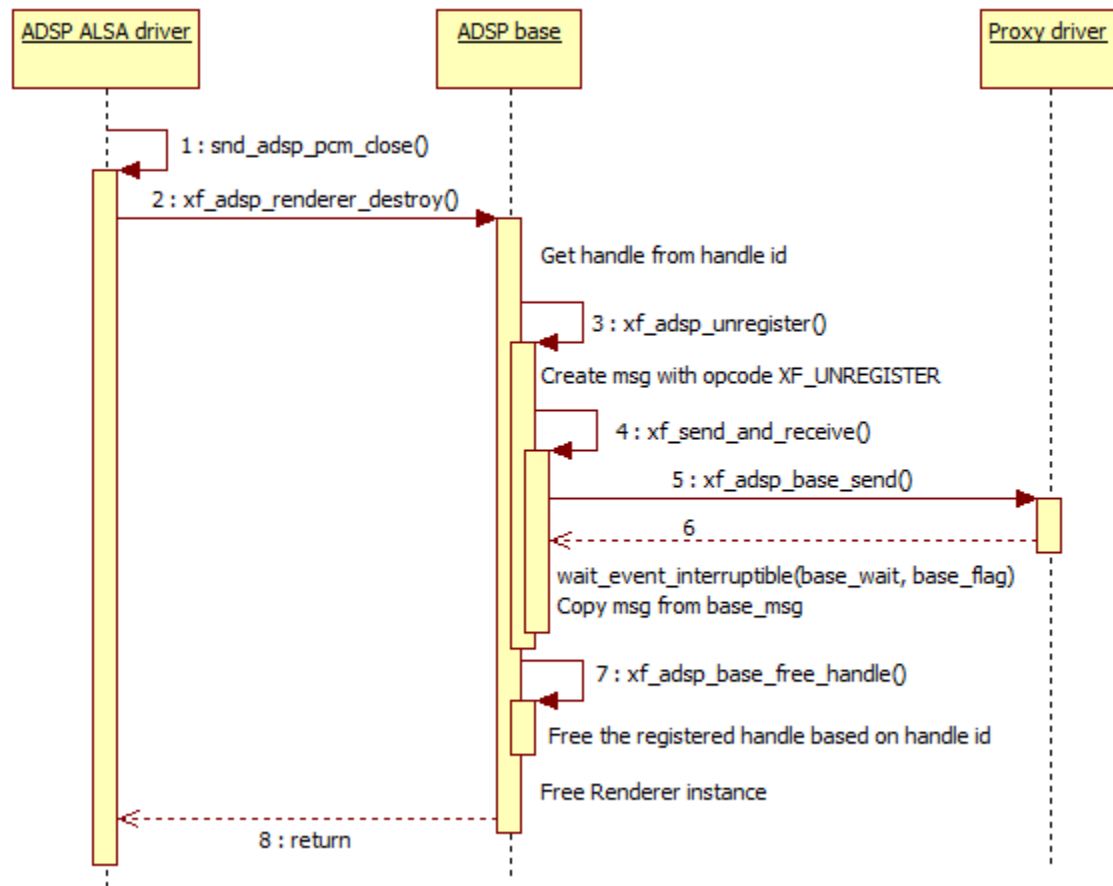 ADSP ALSA driver
ADSP base
Proxy driver
1 : snd_adsp_pcm_close()
2 : xf_adsp_renderer_destroy()
Get handle from handle id
3 : xf_adsp_unregister()
Create msg with opcode XF_UNREGISTER
4 : xf_send_and_receive()
5 : xf_adsp_base_send()
6
wait_event_interruptible(base_wait, base_flag)
Copy msg from base_msg
7 : xf_adsp_base_free_handle()
Free the registered handle based on handle id
Free Renderer instance
8 : return